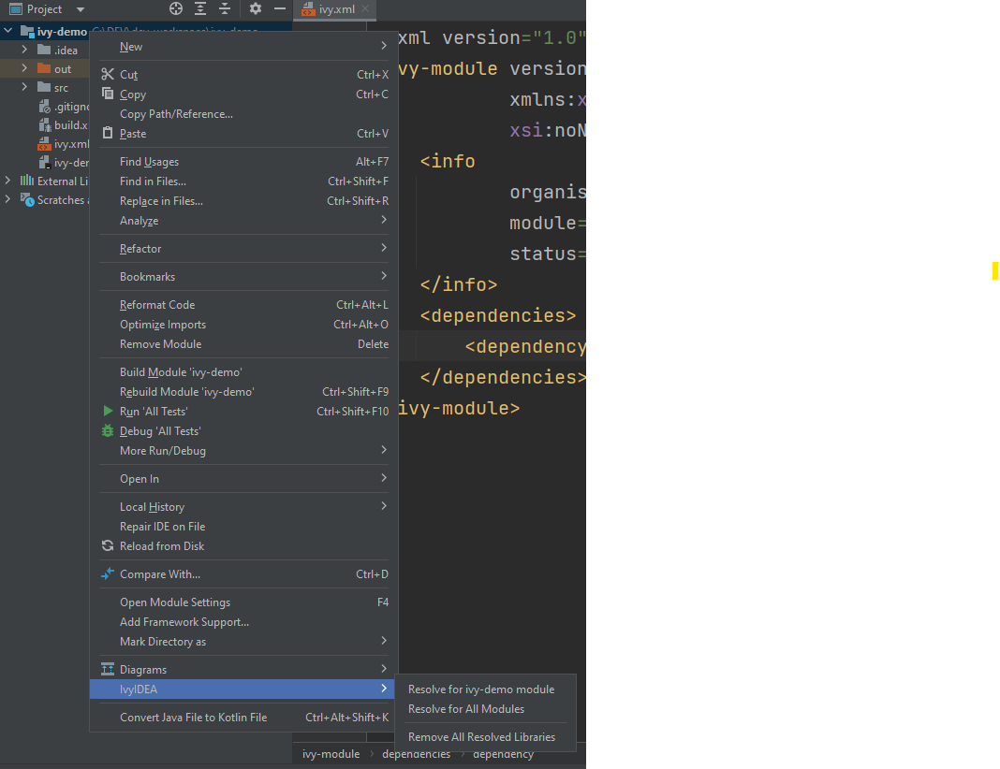 Project
ivy.xml
ivy-demo
.idea
out
src
.gitigno
build.x
ivy.xml
ivy-der
External Li
Scratches a
New
Cut Ctrl+X
Copy Ctrl+C
Copy Path/Reference...
Paste Ctrl+V
Find Usages Alt+F7
Find in Files... Ctrl+Shift+F
Replace in Files... Ctrl+Shift+R
Analyze
Refactor
Bookmarks
Reformat Code Ctrl+Alt+L
Optimize Imports Ctrl+Alt+O
Remove Module Delete
Build Module 'ivy-demo'
Rebuild Module 'ivy-demo' Ctrl+Shift+F9
Run 'All Tests' Ctrl+Shift+F10
Debug 'All Tests'
More Run/Debug
Open In
Local History
Repair IDE on File
Reload from Disk
Compare With... Ctrl+D
Open Module Settings F4
Add Framework Support...
Mark Directory as
Diagrams
IvyIDEA
Convert Java File to Kotlin File Ctrl+Alt+Shift+K
Resolve for ivy-demo module
Resolve for All Modules
Remove All Resolved Libraries
xml version="1.0"
vy-module version
xmlns:x
xsi:noN
<info
organis
module=
status=
</info>
<dependencies>
<dependency
</dependencies>
ivy-module>
ivy-module > dependencies > dependency